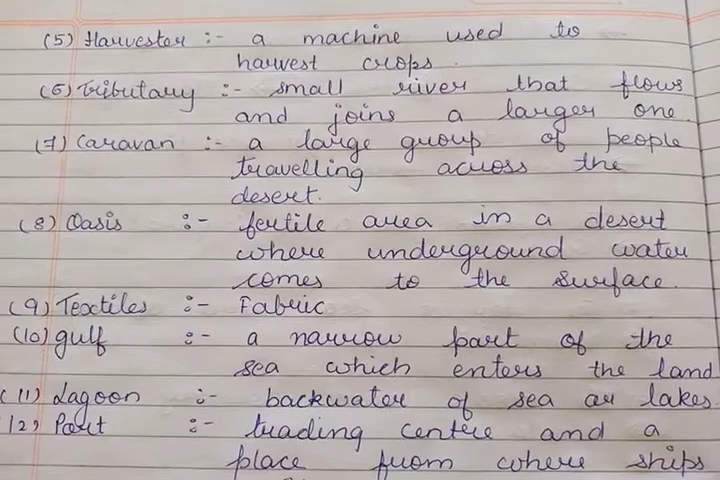 (5) Harvester :- a machine used to
harvest crops.
(6) Tributary :- small river that flows
and joins a larger one.
(7) Caravan :- a large group of people
travelling across the
desert.
(8) Oasis :- fertile area in a desert
where underground water
comes to the surface.
(9) Textiles :- Fabric
(10) gulf :- a narrow part of the
sea which enters the land
(11) Lagoon :- backwater of sea or lakes.
12) Port :- trading centre and a
place from where ships